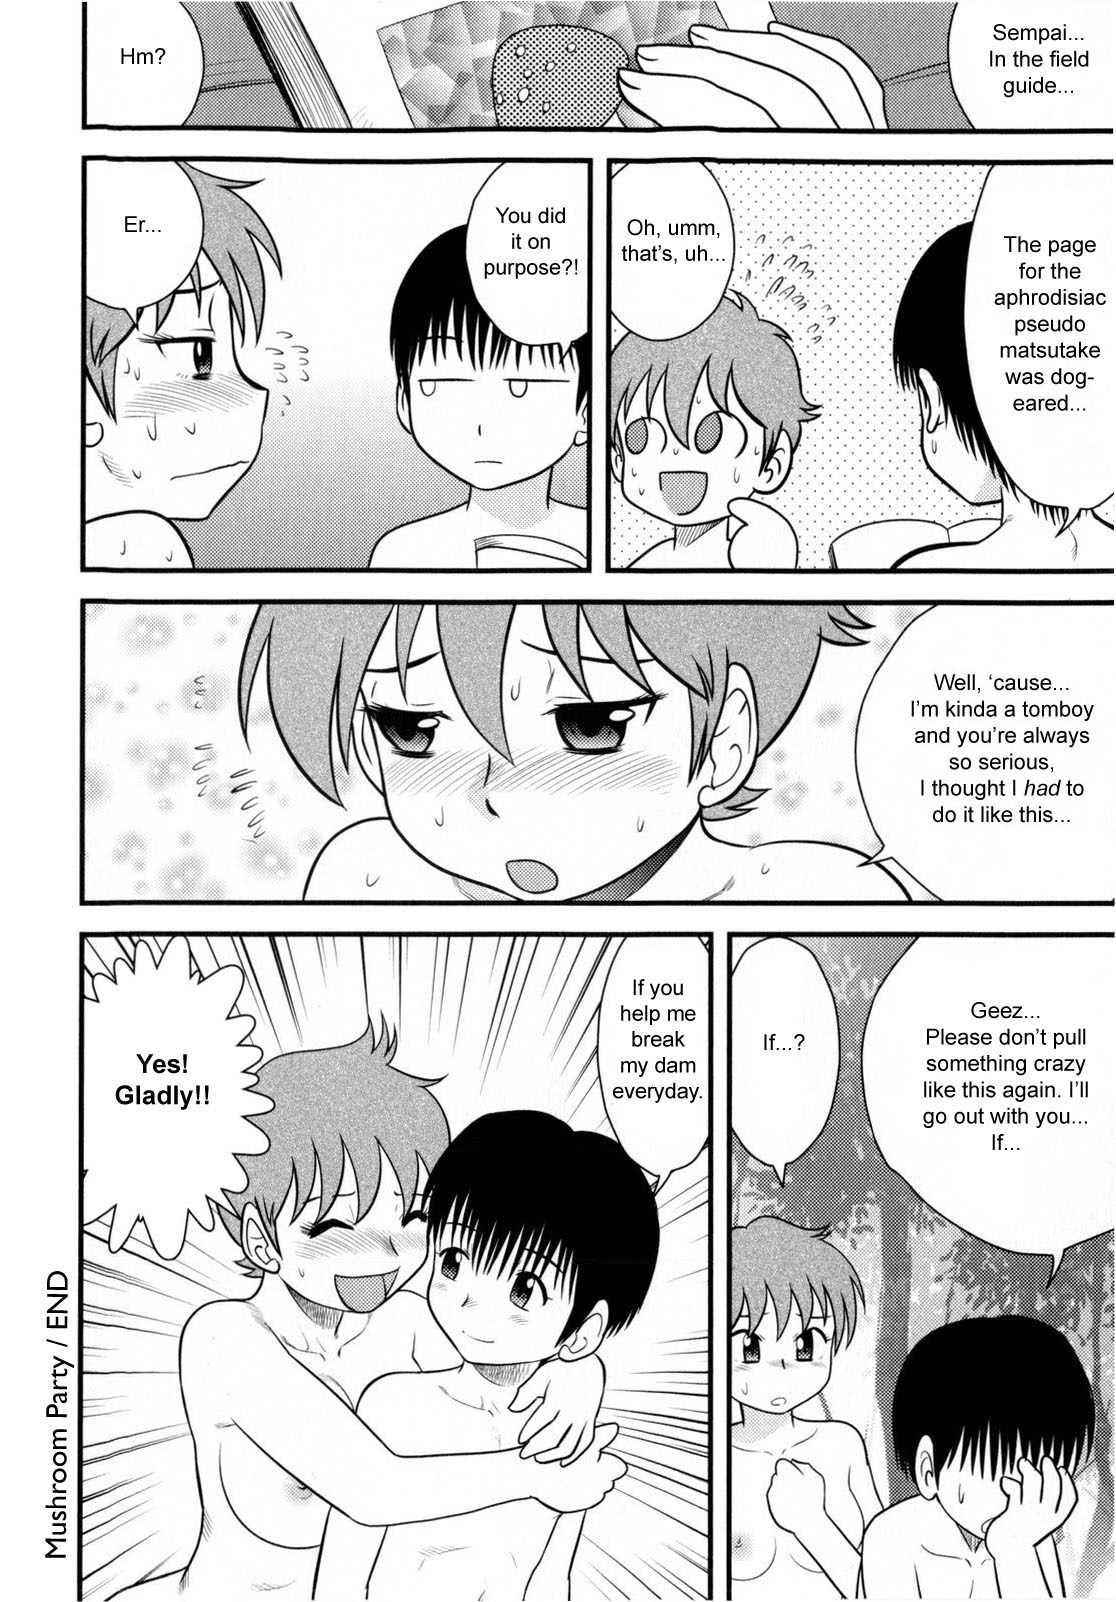 Sempai...
In the field
guide...
Hm?
The page
for the
aphrodisiac
pseudo
matsutake
was dog-
eared...
Oh, umm,
that's, uh...
You did
it on
purpose?!
Er...
Well, ‘cause...
I'm kinda a tomboy
and you're always
so serious,
I thought I had to
do it like this...
Geez...
Please don't pull
something crazy
like this again. I'll
go out with you...
If...
If...?
If you
help me
break
my dam
everyday.
Yes!
Gladly!!
Mushroom Party / END